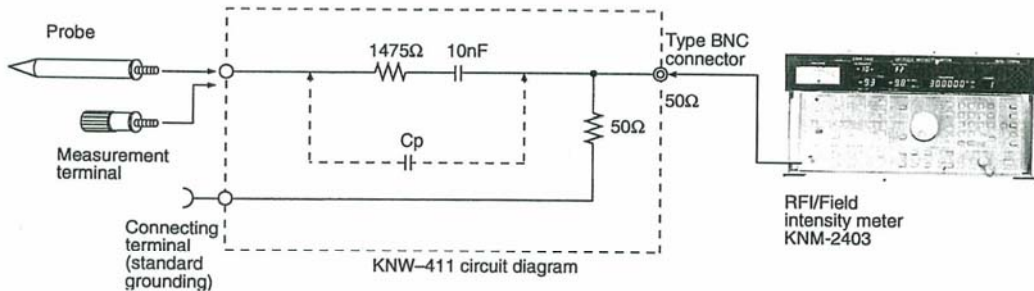 Probe
1475Ω 10nF
Type BNC
connector
50Ω
50Ω
Cp
Measurement
terminal
Connecting
terminal
(standard
grounding)
KNW–411 circuit diagram
RFI/Field
intensity meter
KNM-2403